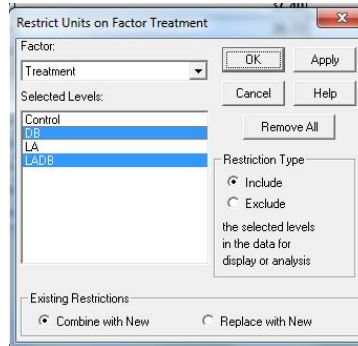 Restrict Units on Factor Treatment
Factor:
Treatment
OK
Apply
Cancel
Help
Remove All
Selected Levels:
Control
DB
LA
LADB
Restriction Type
Include
Exclude
the selected levels
in the data for
display or analysis
Existing Restrictions
Combine with New
Replace with New